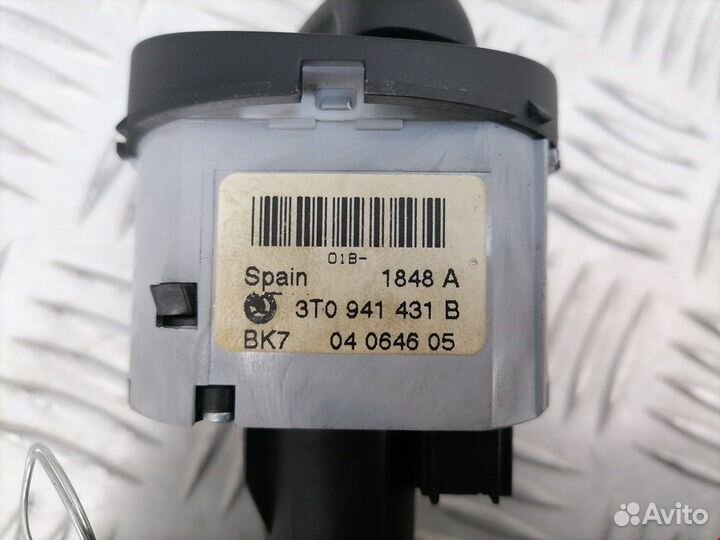 01B-
Spain 1848 A
3T0 941 431 B
BK7 04 0646 05
Avito